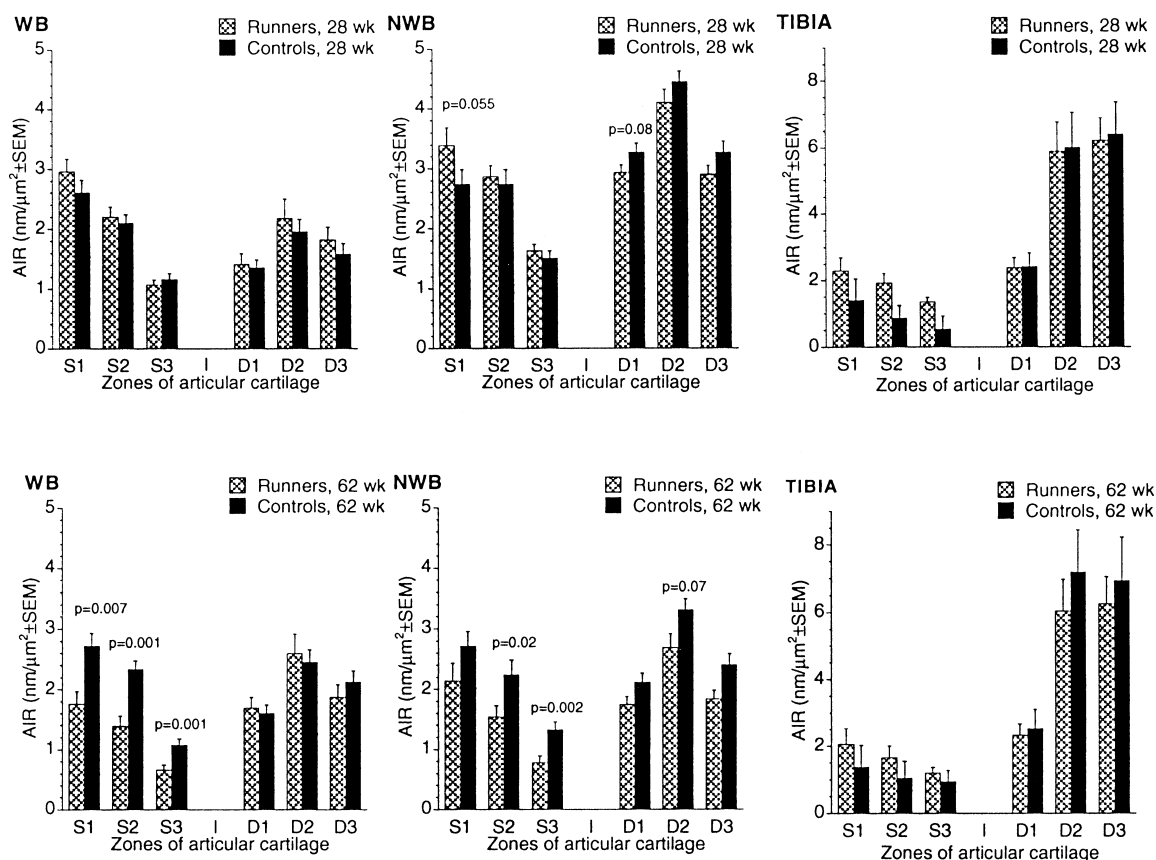 WB
Runners, 28 wk
Controls, 28 wk
5
4
3
2
1
0
AIR (nm/μm²±SEM)
S1 S2 S3 I D1 D2 D3
Zones of articular cartilage
NWB
Runners, 28 wk
Controls, 28 wk
5
4
3
2
1
0
AIR (nm/μm²±SEM)
p=0.055
p=0.08
S1 S2 S3 I D1 D2 D3
Zones of articular cartilage
TIBIA
Runners, 28 wk
Controls, 28 wk
8
6
4
2
0
AIR (nm/μm²±SEM)
S1 S2 S3 I D1 D2 D3
Zones of articular cartilage
WB
Runners, 62 wk
Controls, 62 wk
5
4
3
2
1
0
AIR (nm/μm²±SEM)
p=0.007
p=0.001
p=0.001
S1 S2 S3 I D1 D2 D3
Zones of articular cartilage
NWB
Runners, 62 wk
Controls, 62 wk
5
4
3
2
1
0
AIR (nm/μm²±SEM)
p=0.02
p=0.002
p=0.07
S1 S2 S3 I D1 D2 D3
Zones of articular cartilage
TIBIA
Runners, 62 wk
Controls, 62 wk
8
6
4
2
0
AIR (nm/μm²±SEM)
S1 S2 S3 I D1 D2 D3
Zones of articular cartilage